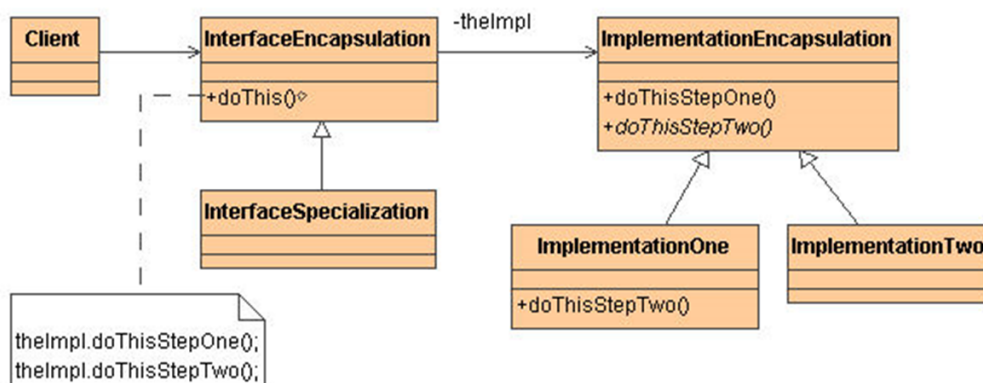 Client
InterfaceEncapsulation
+doThis()
-theImpl
ImplementationEncapsulation
+doThisStepOne()
+doThisStepTwo()
InterfaceSpecialization
ImplementationOne
+doThisStepTwo()
ImplementationTwo
theImpl.doThisStepOne();
theImpl.doThisStepTwo();